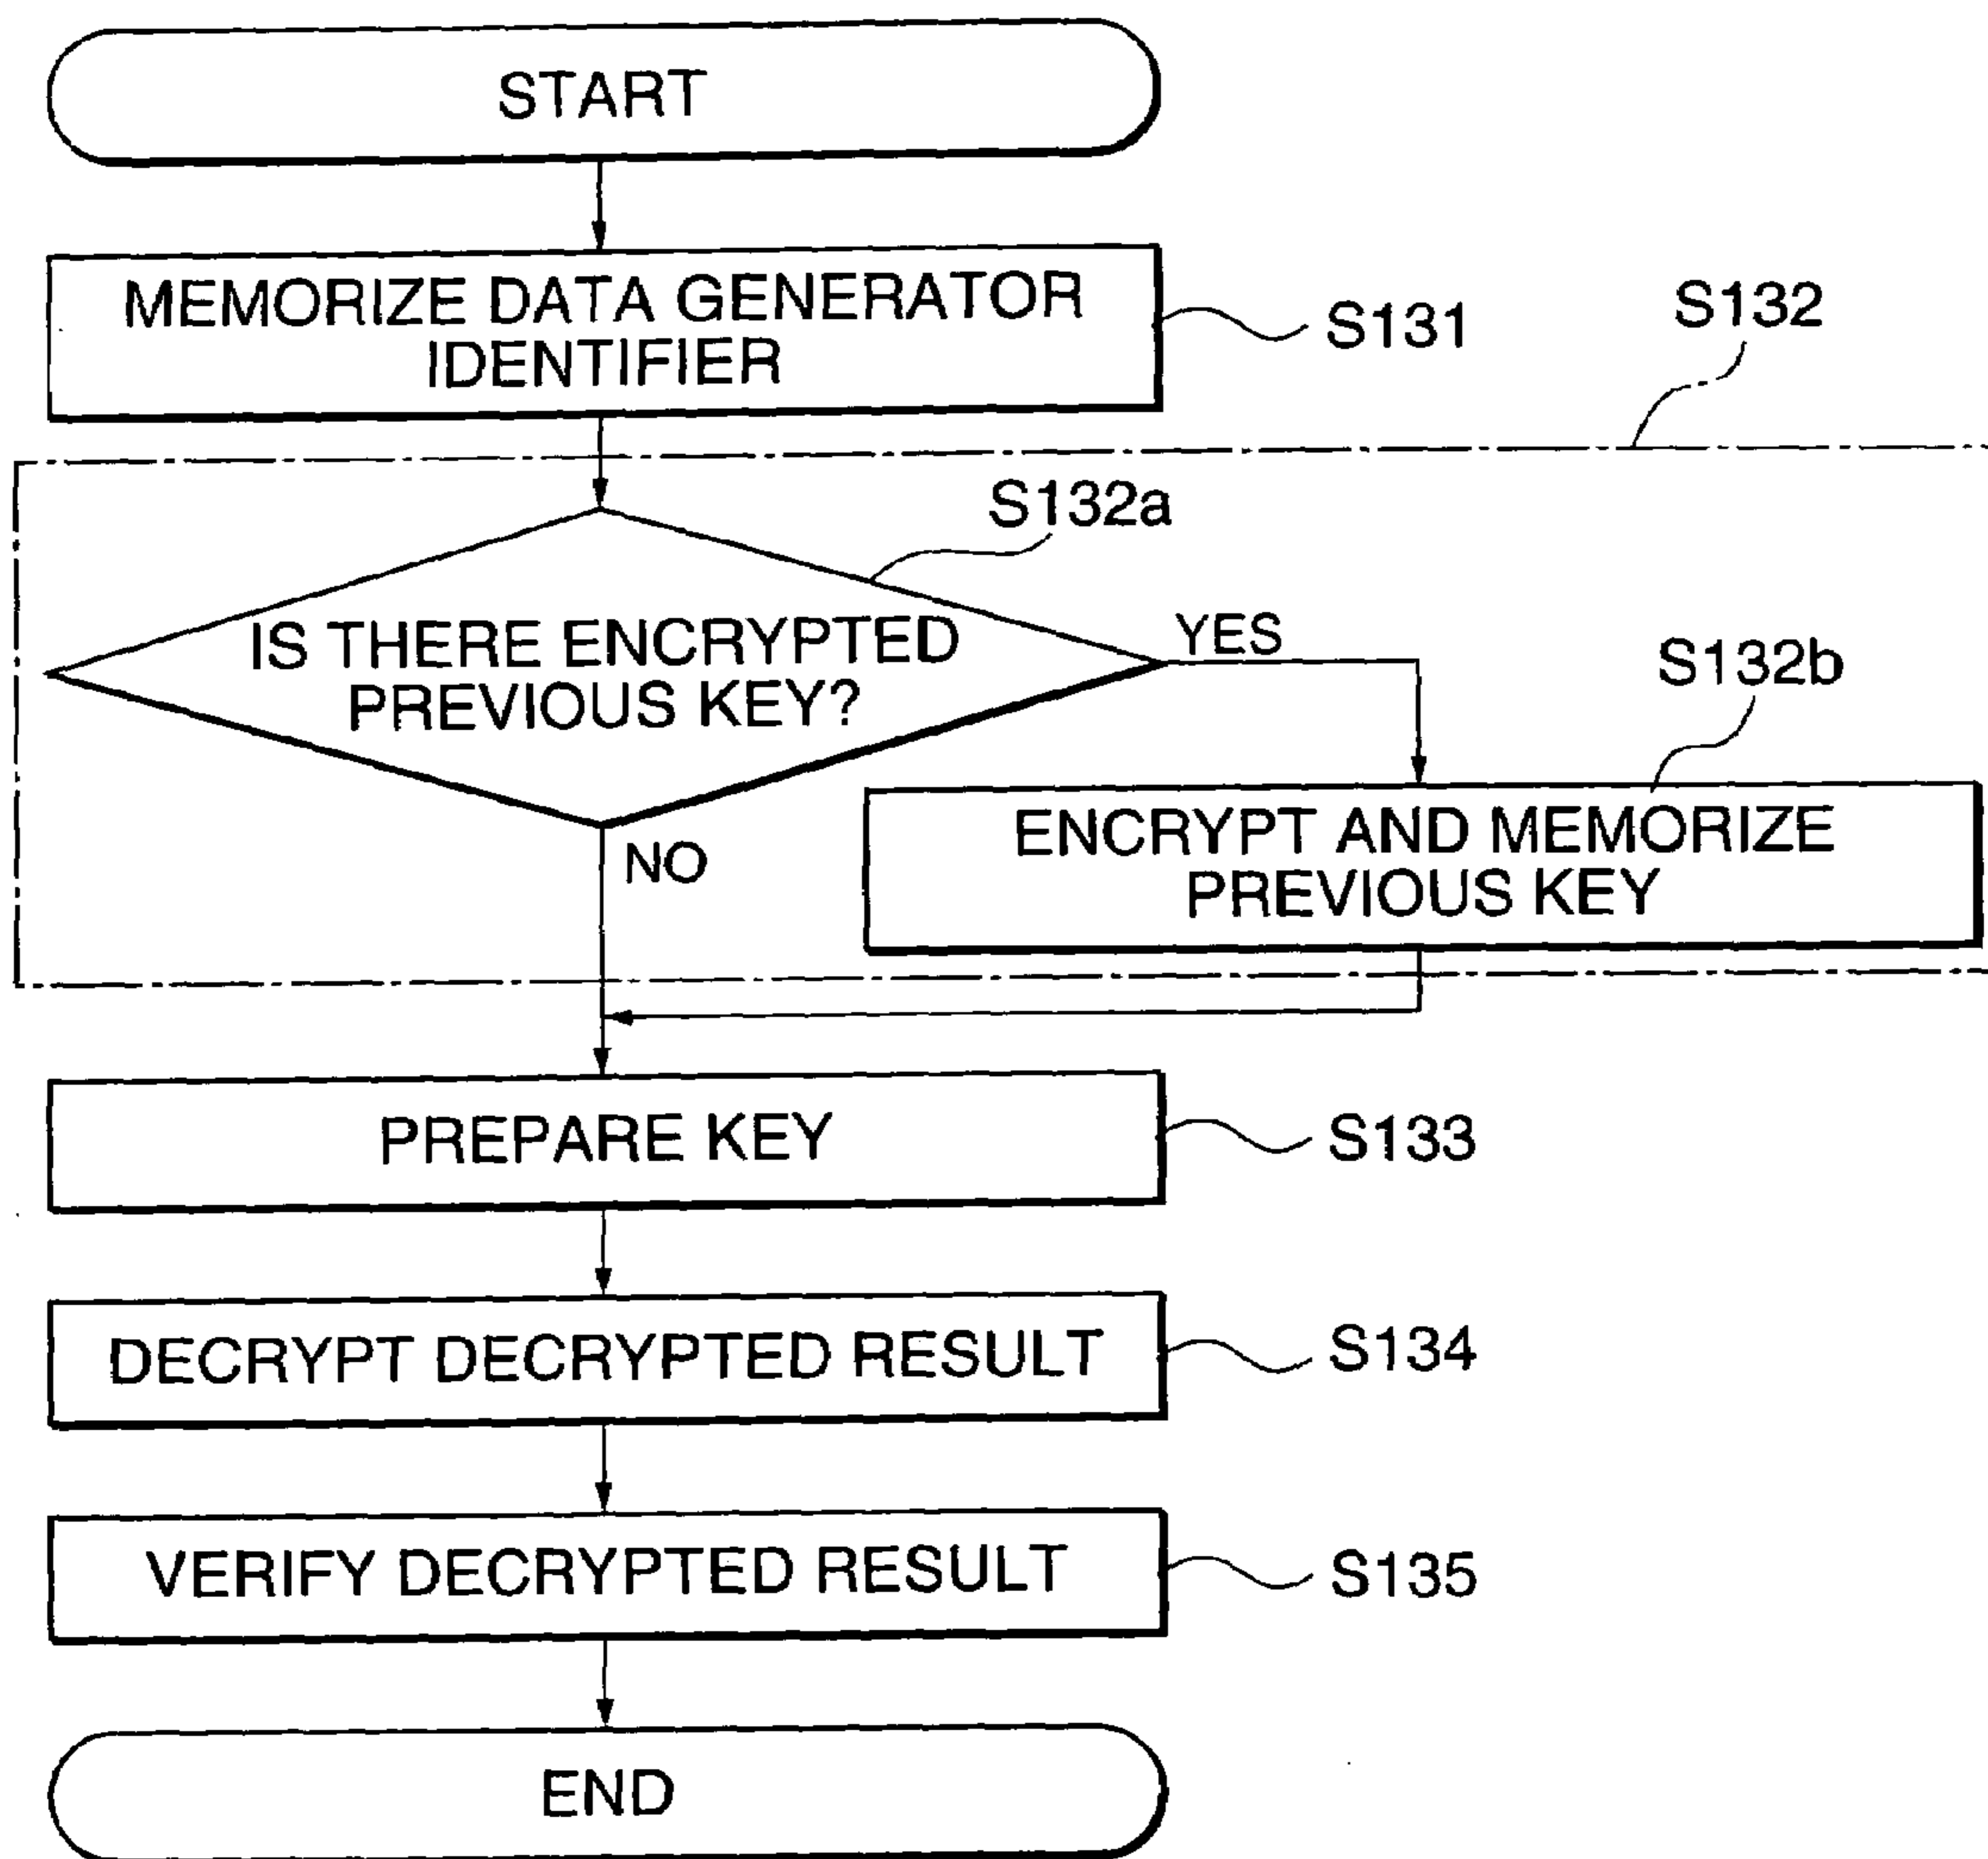 START
MEMORIZE DATA GENERATOR
IDENTIFIER
S131
S132
S132a
IS THERE ENCRYPTED
PREVIOUS KEY?
YES
S132b
ENCRYPT AND MEMORIZE
PREVIOUS KEY
NO
PREPARE KEY
S133
DECRYPT DECRYPTED RESULT
S134
VERIFY DECRYPTED RESULT
S135
END